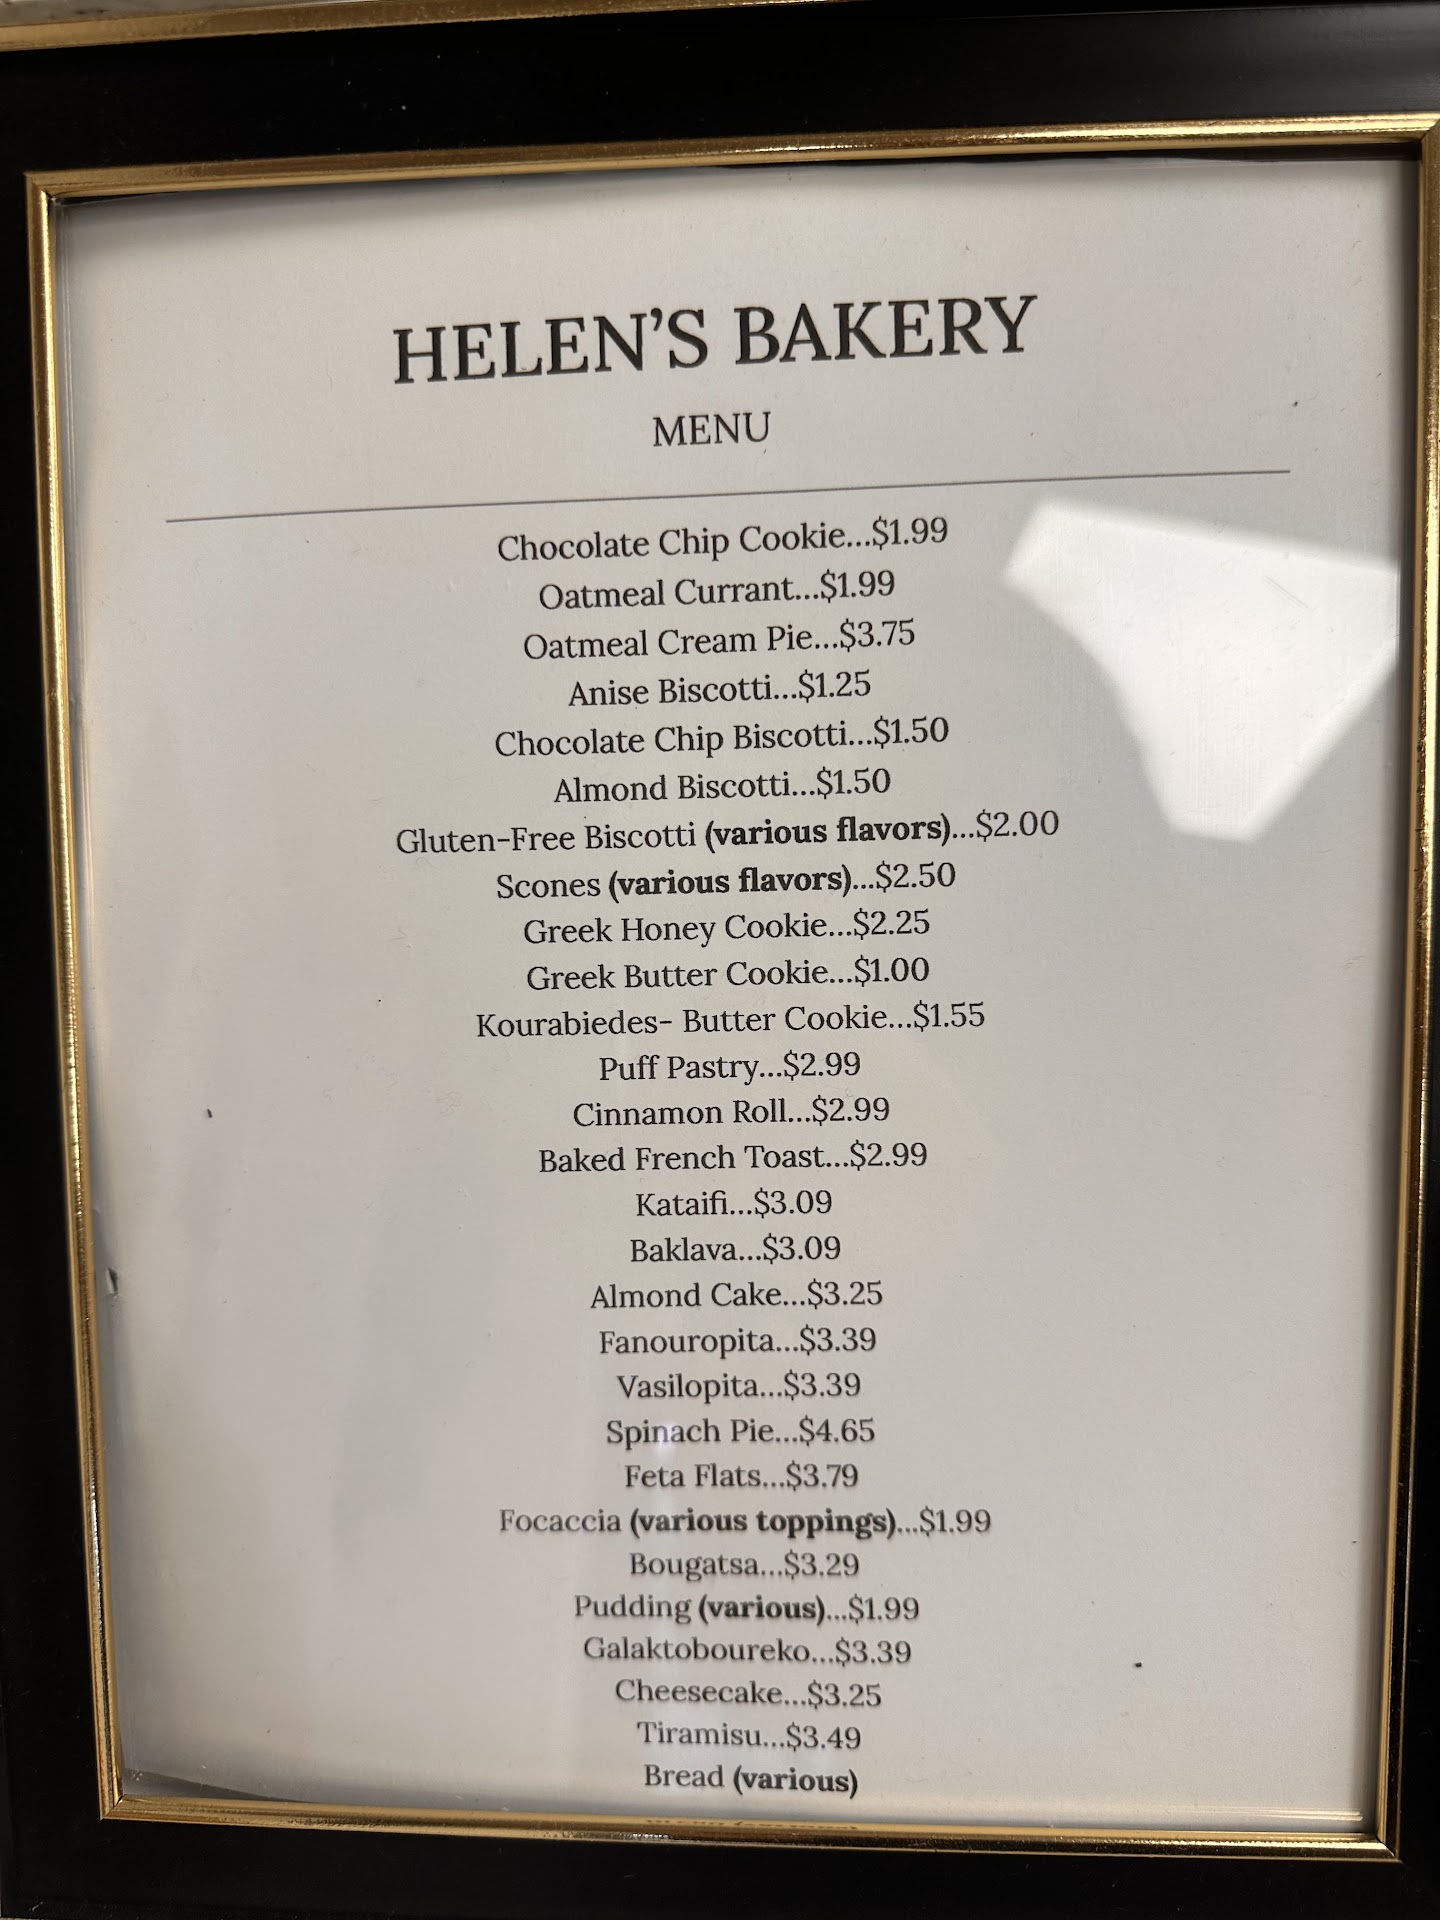 HELEN'S BAKERY
MENU
Chocolate Chip Cookie...$1.99
Oatmeal Currant...$1.99
Oatmeal Cream Pie...$3.75
Anise Biscotti...$1.25
Chocolate Chip Biscotti...$1.50
Almond Biscotti...$1.50
Gluten-Free Biscotti (various flavors)...$2.00
Scones (various flavors)...$2.50
Greek Honey Cookie...$2.25
Greek Butter Cookie...$1.00
Kourabiedes- Butter Cookie...$1.55
Puff Pastry...$2.99
Cinnamon Roll...$2.99
Baked French Toast...$2.99
Kataifi...$3.09
Baklava...$3.09
Almond Cake...$3.25
Fanouropita...$3.39
Vasilopita...$3.39
Spinach Pie...$4.65
Feta Flats...$3.79
Focaccia (various toppings)...$1.99
Bougatsa...$3.29
Pudding (various)...$1.99
Galaktoboureko...$3.39
Cheesecake...$3.25
Tiramisu...$3.49
Bread (various)